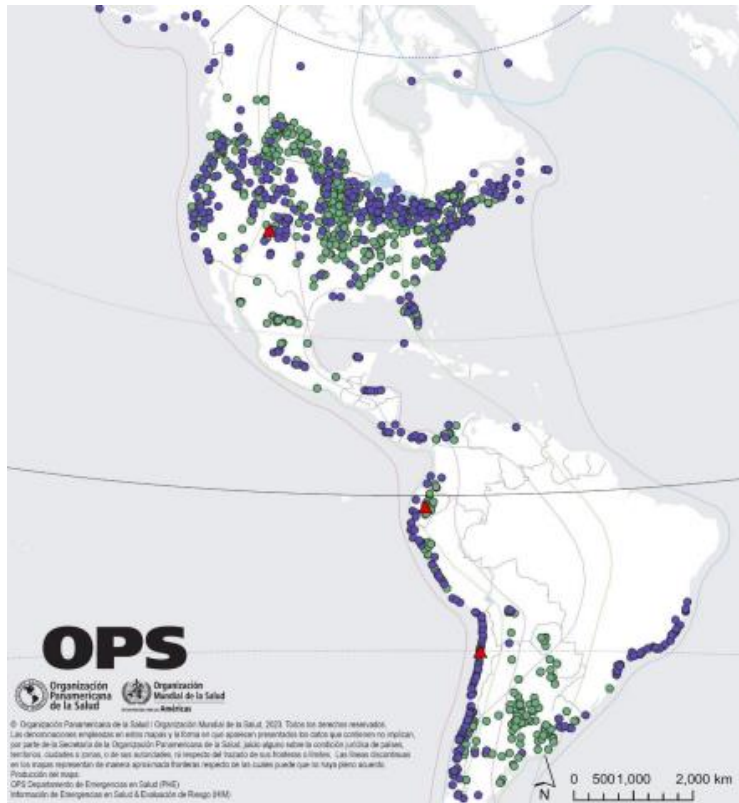 OPS
Organización
Panamericana
de la Salud
Organización
Mundial de la Salud
Américas
© Organización Panamericana de la Salud / Organización Mundial de la Salud, 2023. Todos los derechos reservados.
Las denominaciones empleadas en estos mapas y la forma en que aparecen presentados los datos que contienen no implican,
por parte de la Secretaría de la Organización Panamericana de la Salud, juicio alguno sobre la condición jurídica de países,
territorios, ciudades o zonas, o de sus autoridades, ni respecto del trazado de sus fronteras o límites. Las líneas discontinuas
en los mapas representan de manera aproximada fronteras respecto de las cuales puede que no haya pleno acuerdo.
Producción del mapa:
OPS Departamento de Emergencias en Salud (PHE)
Información de Emergencias en Salud & Evaluación de Riesgo (HIM)
N
0 500 1,000 2,000 km